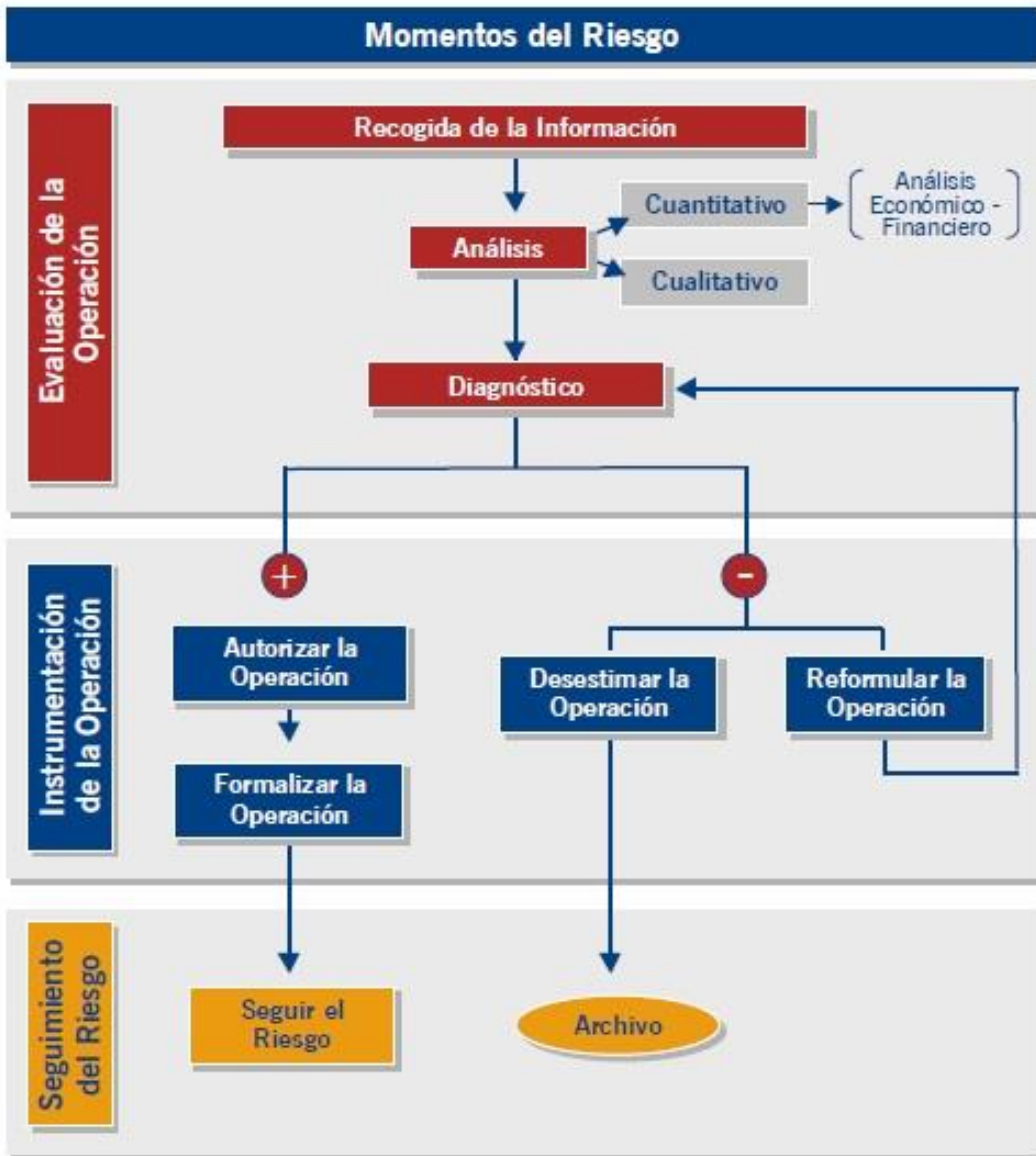 Momentos del Riesgo
Evaluación de la
Operación
Recogida de la Información
Análisis
Cuantitativo
Análisis
Económico -
Financiero
Cualitativo
Diagnóstico
Instrumentación
de la Operación
+
-
Autorizar la
Operación
Desestimar la
Operación
Reformular la
Operación
Formalizar la
Operación
Seguimiento
del Riesgo
Seguir el
Riesgo
Archivo